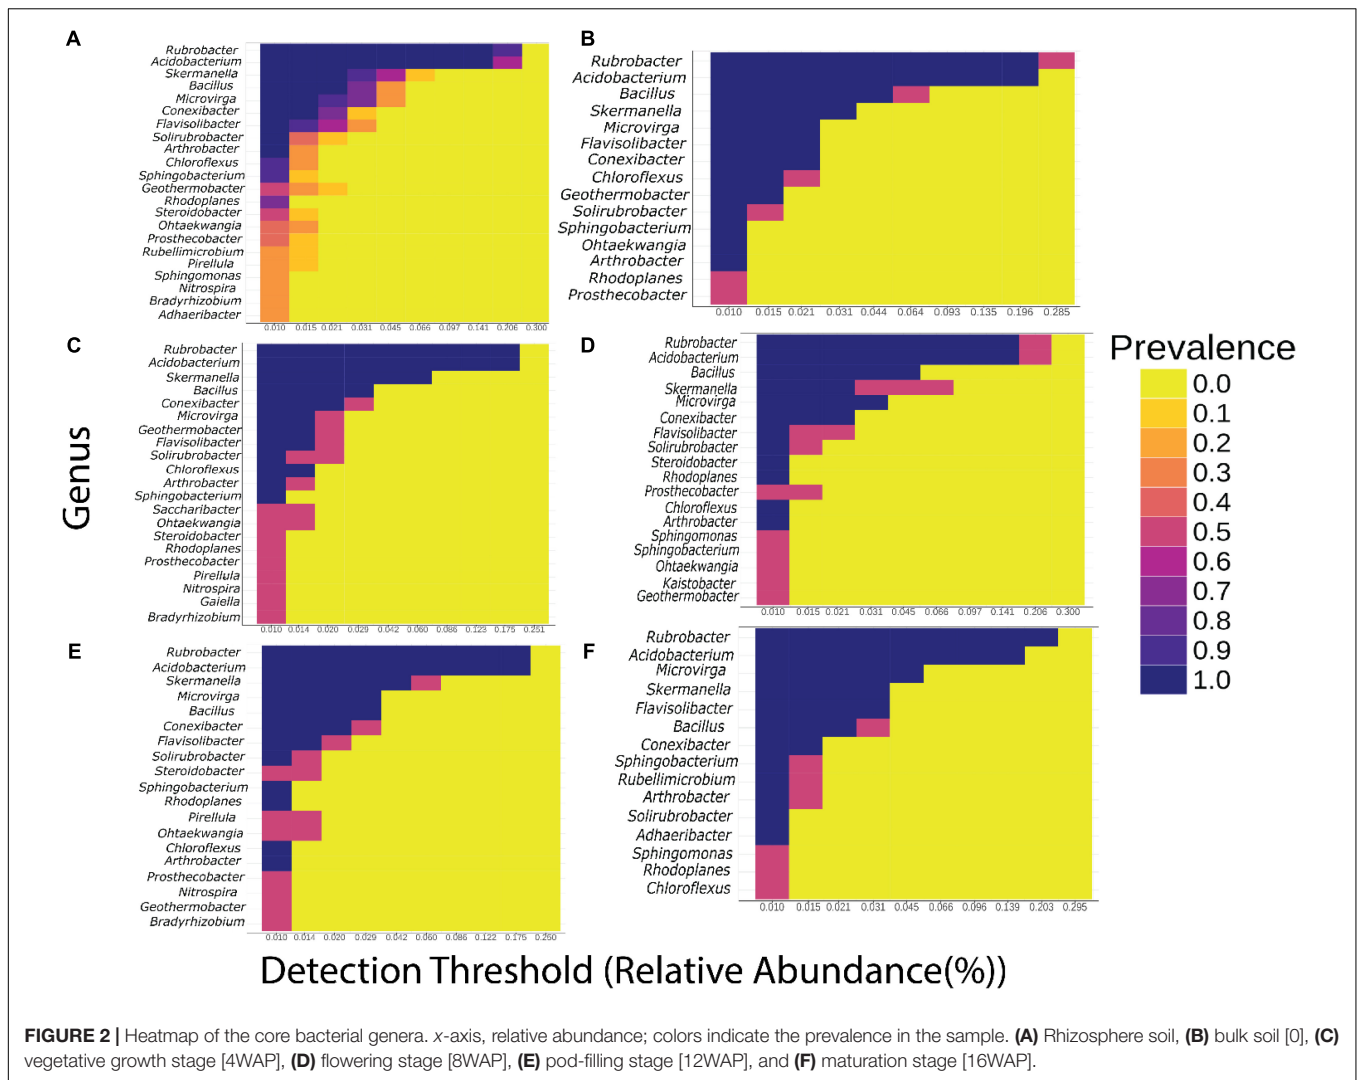 A
Rubrobacter
Acidobacterium
Skermanella
Bacillus
Microvirga
Conexibacter
Flavisolibacter
Solirubrobacter
Arthrobacter
Chloroflexus
Sphingobacterium
Geothermobacter
Rhodoplanes
Steroidobacter
Ohtaekwangia
Prosthecobacter
Rubellimicrobium
Pirellula
Sphingomonas
Nitrospira
Bradyrhizobium
Adhaeribacter
0.010 0.015 0.021 0.031 0.045 0.066 0.097 0.141 0.206 0.300
B
Rubrobacter
Acidobacterium
Bacillus
Skermanella
Microvirga
Flavisolibacter
Conexibacter
Chloroflexus
Geothermobacter
Solirubrobacter
Sphingobacterium
Ohtaekwangia
Arthrobacter
Rhodoplanes
Prosthecobacter
0.010 0.015 0.021 0.031 0.044 0.064 0.093 0.135 0.196 0.285
C
Rubrobacter
Acidobacterium
Skermanella
Bacillus
Conexibacter
Microvirga
Geothermobacter
Flavisolibacter
Solirubrobacter
Chloroflexus
Arthrobacter
Sphingobacterium
Saccharibacter
Ohtaekwangia
Steroidobacter
Rhodoplanes
Prosthecobacter
Pirellula
Nitrospira
Gaiella
Bradyrhizobium
0.010 0.014 0.020 0.029 0.042 0.060 0.086 0.123 0.175 0.251
D
Rubrobacter
Acidobacterium
Bacillus
Skermanella
Microvirga
Conexibacter
Flavisolibacter
Solirubrobacter
Steroidobacter
Rhodoplanes
Prosthecobacter
Chloroflexus
Arthrobacter
Sphingomonas
Sphingobacterium
Ohtaekwangia
Kaistobacter
Geothermobacter
0.010 0.015 0.021 0.031 0.045 0.066 0.097 0.141 0.206 0.300
E
Rubrobacter
Acidobacterium
Skermanella
Microvirga
Bacillus
Conexibacter
Flavisolibacter
Solirubrobacter
Steroidobacter
Sphingobacterium
Rhodoplanes
Pirellula
Ohtaekwangia
Chloroflexus
Arthrobacter
Prosthecobacter
Nitrospira
Geothermobacter
Bradyrhizobium
0.010 0.014 0.020 0.029 0.042 0.060 0.086 0.122 0.175 0.250
F
Rubrobacter
Acidobacterium
Microvirga
Skermanella
Flavisolibacter
Bacillus
Conexibacter
Sphingobacterium
Rubellimicrobium
Arthrobacter
Solirubrobacter
Adhaeribacter
Sphingomonas
Rhodoplanes
Chloroflexus
0.010 0.015 0.021 0.031 0.045 0.066 0.096 0.139 0.203 0.295
Genus
Prevalence
0.0
0.1
0.2
0.3
0.4
0.5
0.6
0.7
0.8
0.9
1.0
Detection Threshold (Relative Abundance(%))
FIGURE 2 | Heatmap of the core bacterial genera. x-axis, relative abundance; colors indicate the prevalence in the sample. (A) Rhizosphere soil, (B) bulk soil [0], (C)
vegetative growth stage [4WAP], (D) flowering stage [8WAP], (E) pod-filling stage [12WAP], and (F) maturation stage [16WAP].